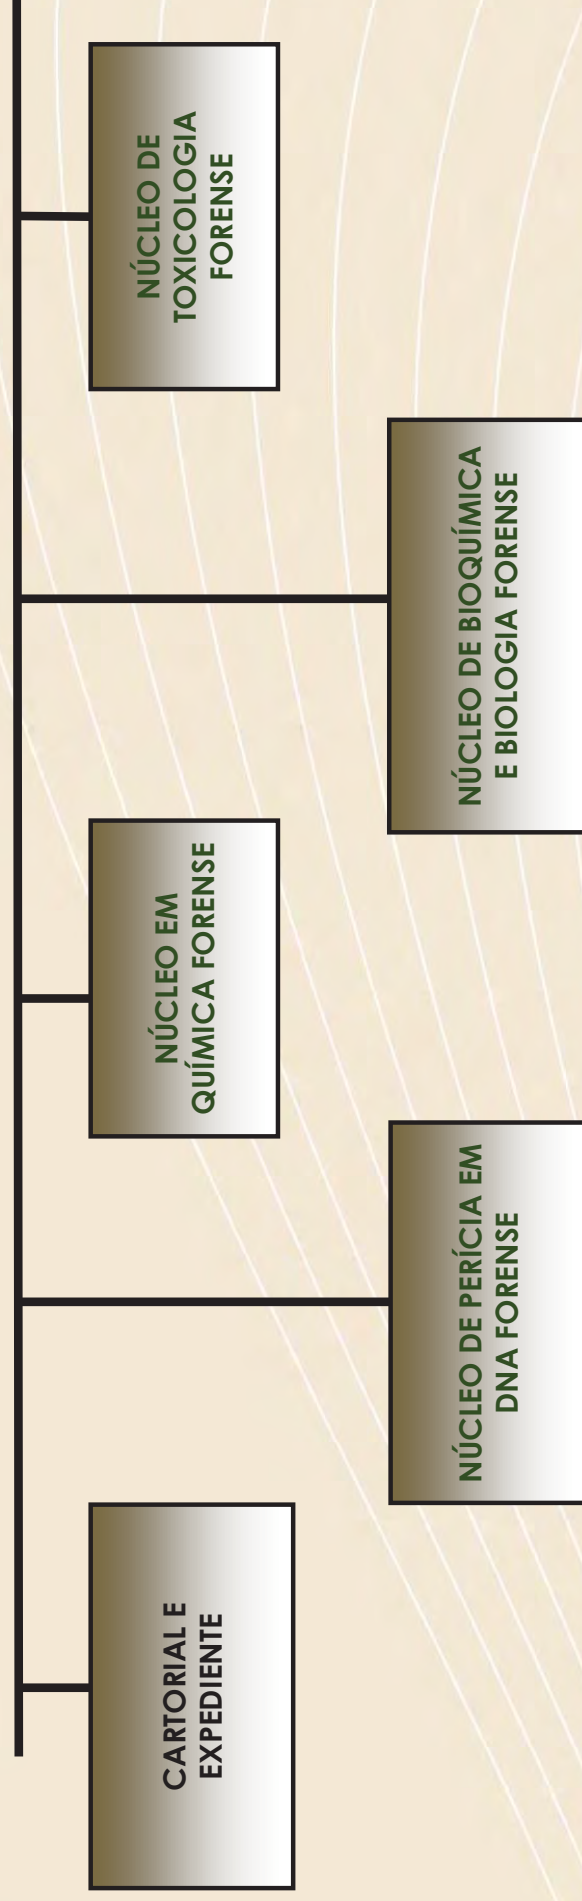 CARTORIAL E
EXPEDIENTE
NÚCLEO DE PERÍCIA EM
DNA FORENSE
NÚCLEO EM
QUÍMICA FORENSE
NÚCLEO DE BIOQUÍMICA
E BIOLOGIA FORENSE
NÚCLEO DE
TOXICOLOGIA
FORENSE